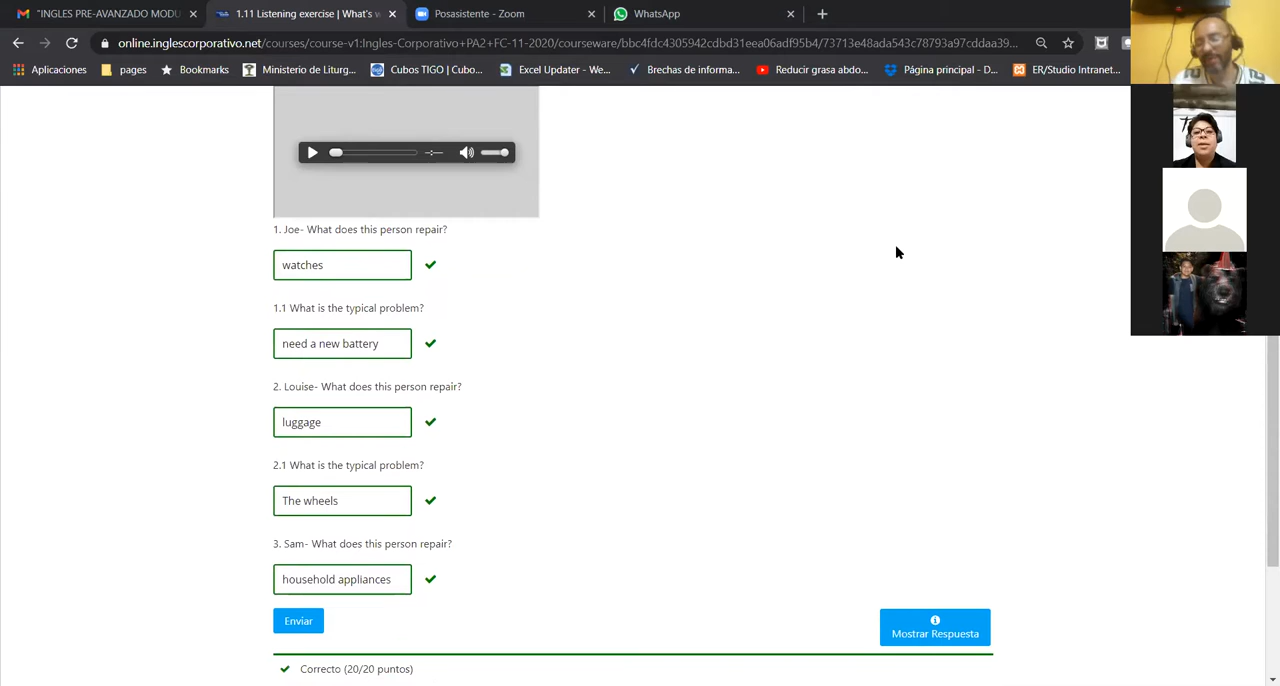 "INGLES PRE-AVANZADO MODU
1.11 Listening exercise | What's w
Posasistente - Zoom
WhatsApp
online.inglescorporativo.net/courses/course-v1:Ingles-Corporativo+PA2+FC-11-2020/courseware/bbc4fdc4305942cdbd31eea06adf95b4/73713e48ada543c78793a97cddaa39...
Aplicaciones
pages
Bookmarks
Ministerio de Liturg...
Cubos TIGO | Cubo...
Excel Updater - We...
Brechas de informa...
Reducir grasa abdo...
Página principal - D...
ER/Studio Intranet...
1. Joe- What does this person repair?
watches
1.1 What is the typical problem?
need a new battery
2. Louise- What does this person repair?
luggage
2.1 What is the typical problem?
The wheels
3. Sam- What does this person repair?
household appliances
Enviar
Mostrar Respuesta
Correcto (20/20 puntos)